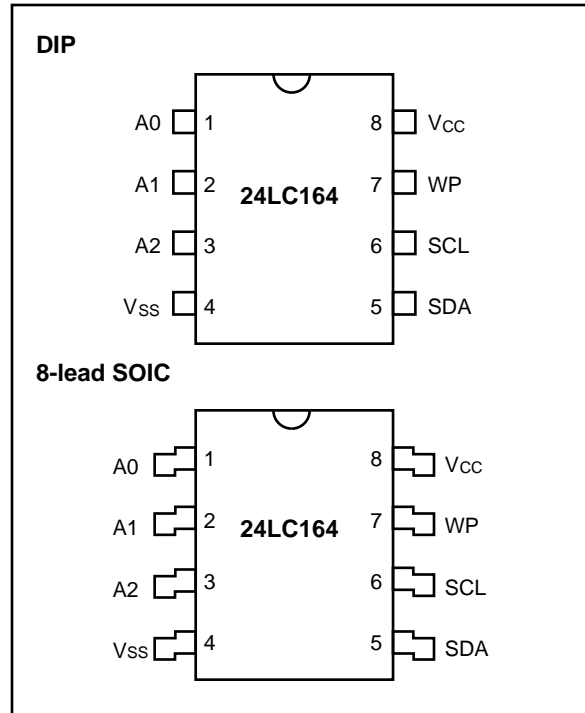 DIP
A0 1 8 VCC
A1 2 7 WP
24LC164
A2 3 6 SCL
VSS 4 5 SDA
8-lead SOIC
A0 1 8 VCC
A1 2 7 WP
24LC164
A2 3 6 SCL
VSS 4 5 SDA